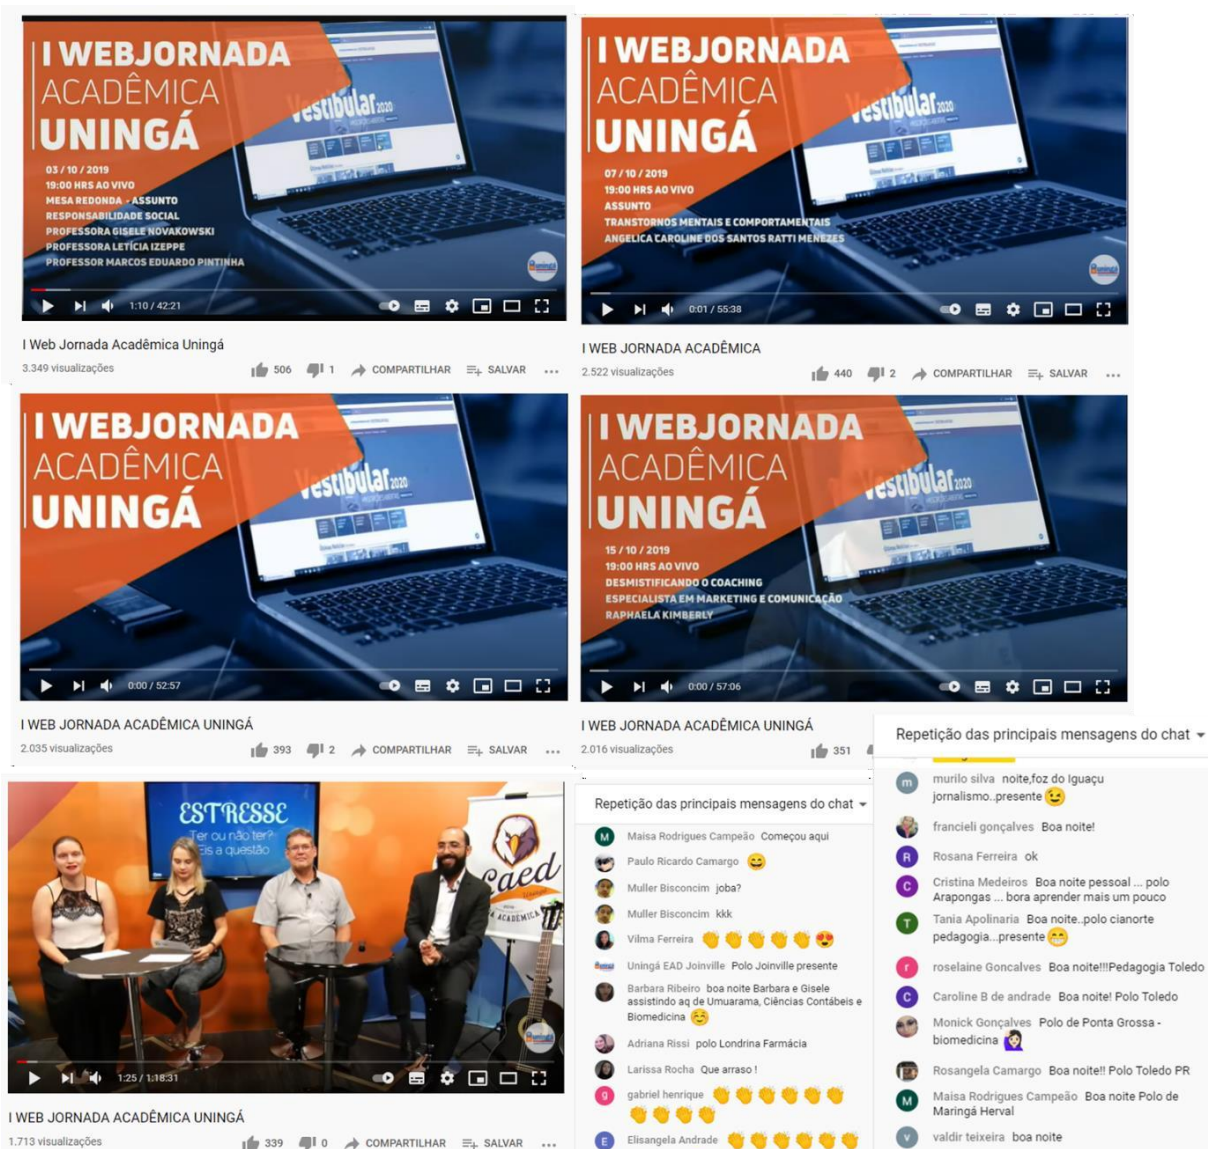 I WEBJORNADA
ACADÊMICA
UNINGÁ
03 / 10 / 2019
19:00 HRS AO VIVO
MESA REDONDA - ASSUNTO
RESPONSABILIDADE SOCIAL
PROFESSORA GISELE NOVAKOWSKI
PROFESSORA LETÍCIA IZEPPE
PROFESSOR MARCOS EDUARDO PINTINHA
Vestibular 2020
uningá
1:10 / 42:21
I Web Jornada Acadêmica Uningá
3.349 visualizações
506
1
COMPARTILHAR
SALVAR
I WEBJORNADA
ACADÊMICA
UNINGÁ
07 / 10 / 2019
19:00 HRS AO VIVO
ASSUNTO
TRANSTORNOS MENTAIS E COMPORTAMENTAIS
ANGELICA CAROLINE DOS SANTOS RATTI MENEZES
Vestibular 2020
uningá
0:01 / 55:38
I WEB JORNADA ACADÊMICA
2.522 visualizações
440
2
COMPARTILHAR
SALVAR
I WEBJORNADA
ACADÊMICA
UNINGÁ
Vestibular 2020
0:00 / 52:57
I WEB JORNADA ACADÊMICA UNINGÁ
2.035 visualizações
393
2
COMPARTILHAR
SALVAR
I WEBJORNADA
ACADÊMICA
UNINGÁ
15 / 10 / 2019
19:00 HRS AO VIVO
DESMISTIFICANDO O COACHING
ESPECIALISTA EM MARKETING E COMUNICAÇÃO
RAPHAELA KIMBERLY
Vestibular 2020
0:00 / 57:06
I WEB JORNADA ACADÊMICA UNINGÁ
2.016 visualizações
351
ESTRESSE
Ter ou não ter?
Eis a questão
Caed
A ACADÊMICA
1:25 / 1:18:31
I WEB JORNADA ACADÊMICA UNINGÁ
1.713 visualizações
339
0
COMPARTILHAR
SALVAR
Repetição das principais mensagens do chat
M Maisa Rodrigues Campeão Começou aqui
Paulo Ricardo Camargo 😄
Muller Bisconcim joba?
Muller Bisconcim kkk
Vilma Ferreira 👏👏👏👏👏😍
Uningá EAD Joinville Polo Joinville presente
Barbara Ribeiro boa noite Barbara e Gisele
assistindo aq de Umuarama, Ciências Contábeis e
Biomedicina ☺️
Adriana Rissi polo Londrina Farmácia
Larissa Rocha Que arraso !
g gabriel henrique 👏👏👏👏👏👏
👏👏👏👏
E Elisangela Andrade 👏👏👏👏👏👏
Repetição das principais mensagens do chat
m murilo silva noite,foz do Iguaçu
jornalismo..presente 😉
francieli gonçalves Boa noite!
R Rosana Ferreira ok
C Cristina Medeiros Boa noite pessoal ... polo
Arapongas ... bora aprender mais um pouco
T Tania Apolinaria Boa noite..polo cianorte
pedagogia...presente 😁
r roselaine Goncalves Boa noite!!!Pedagogia Toledo
C Caroline B de andrade Boa noite! Polo Toledo
Monick Gonçalves Polo de Ponta Grossa -
biomedicina 🙋🏻‍♀️
Rosangela Camargo Boa noite!! Polo Toledo PR
M Maisa Rodrigues Campeão Boa noite Polo de
Maringá Herval
v valdir teixeira boa noite